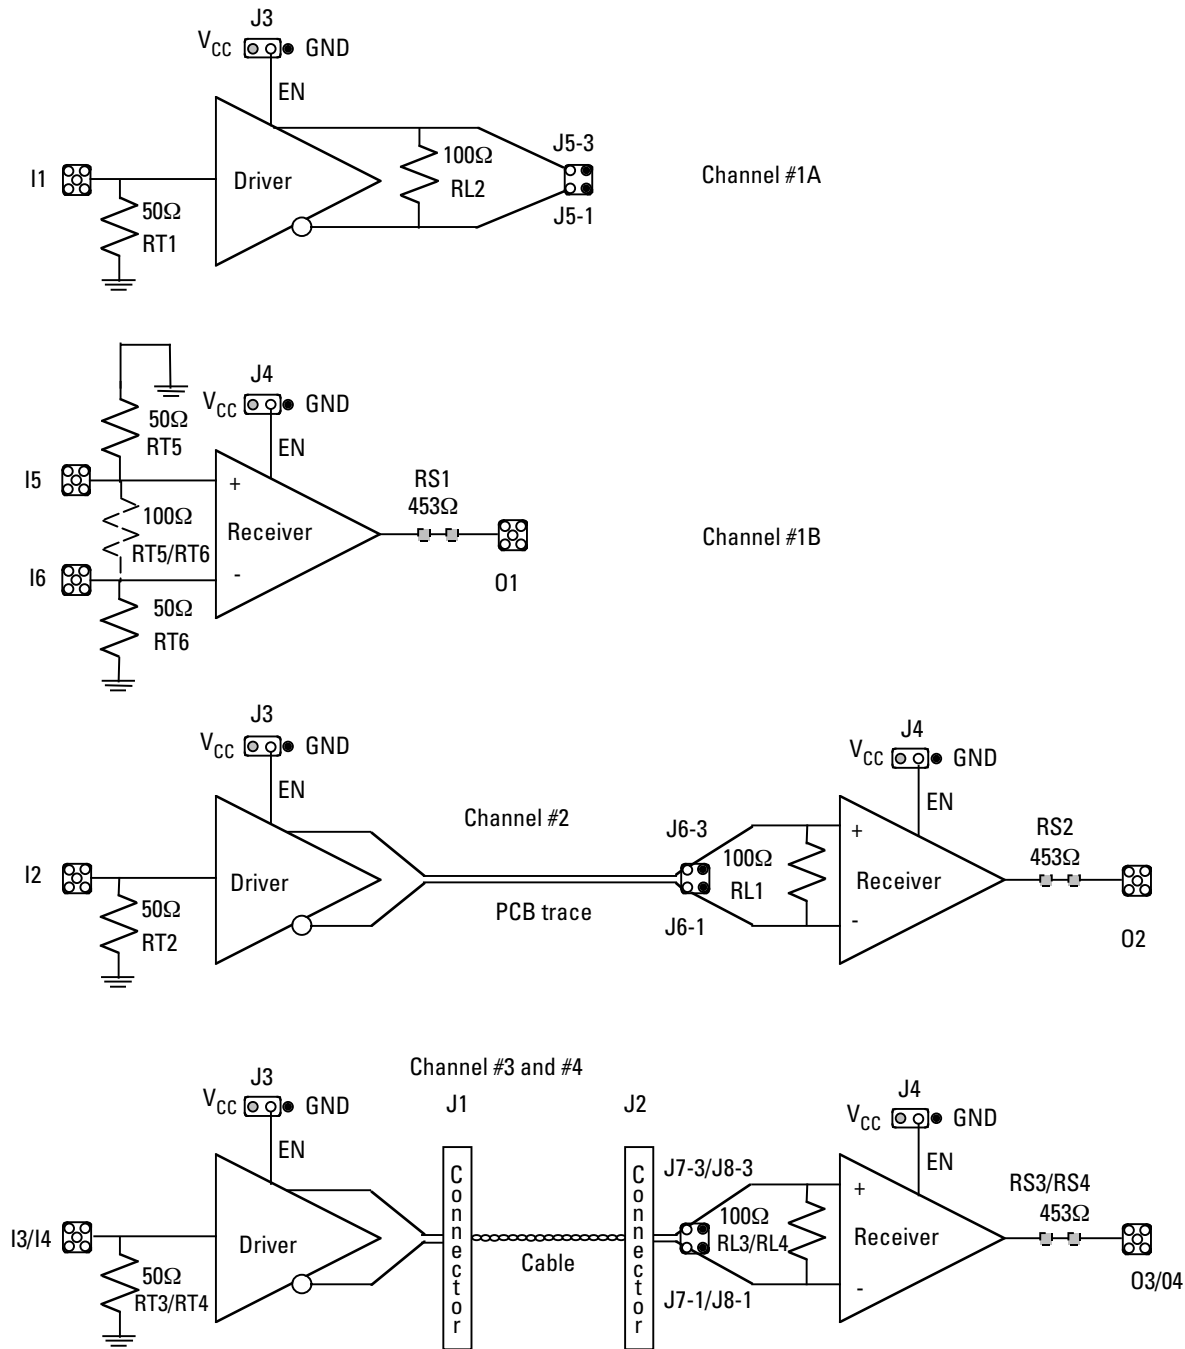 J3
VCC GND
EN
I1
50Ω
RT1
Driver
100Ω
RL2
J5-3
J5-1
Channel #1A
J4
VCC GND
EN
50Ω
RT5
I5
100Ω
RT5/RT6
I6
50Ω
RT6
+
Receiver
-
RS1
453Ω
O1
Channel #1B
J3
VCC GND
EN
I2
50Ω
RT2
Driver
Channel #2
PCB trace
J6-3
100Ω
RL1
J6-1
J4
VCC GND
EN
+
Receiver
-
RS2
453Ω
O2
Channel #3 and #4
J3
VCC GND
EN
I3/I4
50Ω
RT3/RT4
Driver
J1
Connector
Cable
J2
Connector
J7-3/J8-3
100Ω
RL3/RL4
J7-1/J8-1
J4
VCC GND
EN
+
Receiver
-
RS3/RS4
453Ω
O3/04